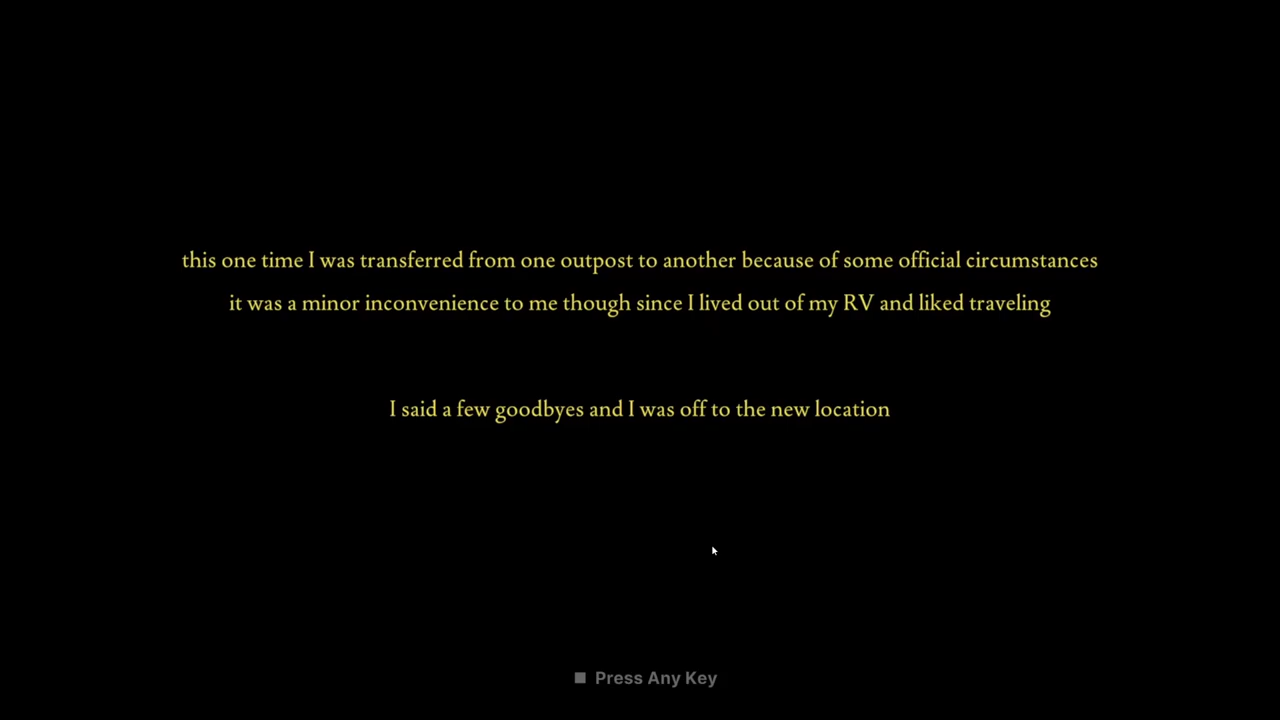 this one time I was transferred from one outpost to another because of some official circumstances
it was a minor inconvenience to me though since I lived out of my RV and liked traveling
I said a few goodbyes and I was off to the new location
Press Any Key